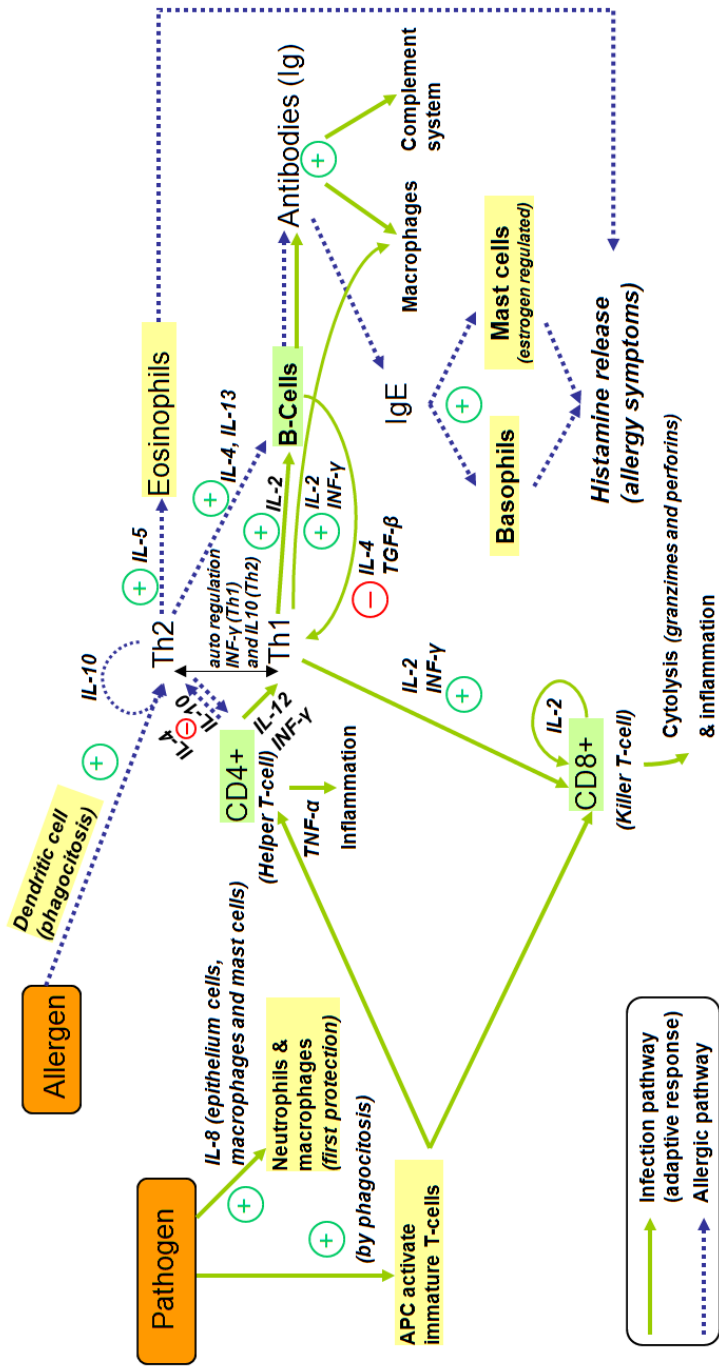 Pathogen
Allergen
Dendritic cell
(phagocitosis)
IL-8 (epithelium cells,
macrophages and mast cells)
Neutrophils &
macrophages
(first protection)
(by phagocitosis)
APC activate
immature T-cells
IL-10
Th2
IL-5
Eosinophils
IL-4, IL-13
IL-4
IL-10
auto regulation
INF-γ (Th1)
and IL10 (Th2)
CD4+
(Helper T-cell)
IL-12
INF-γ
Th1
IL-2
B-Cells
Antibodies (Ig)
IL-2
INF-γ
IL-4
TGF-β
TNF-α
Inflammation
Macrophages
Complement
system
IgE
Mast cells
(estrogen regulated)
Basophils
Histamine release
(allergy symptoms)
IL-2
INF-γ
IL-2
CD8+
(Killer T-cell)
Cytolysis (granzimes and perforins)
& inflammation
Infection pathway
(adaptive response)
Allergic pathway